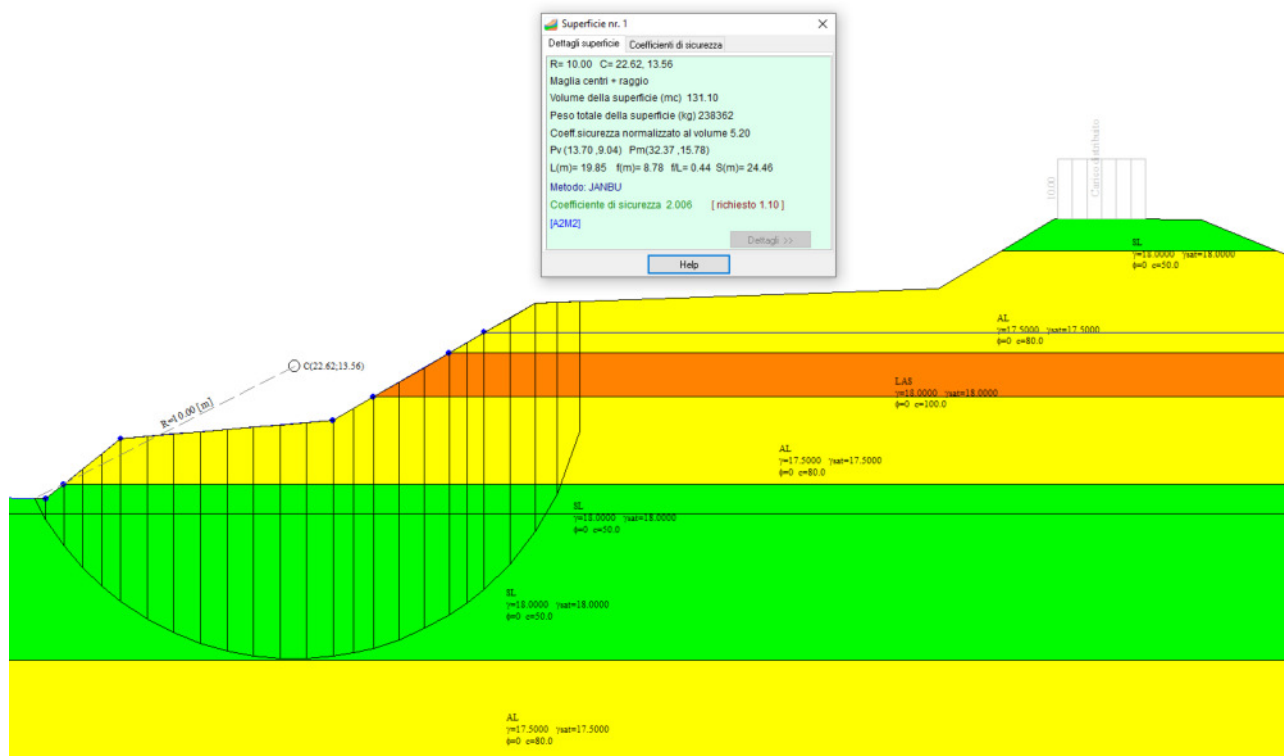 Superficie nr. 1
Dettagli superficie
Coefficienti di sicurezza
R= 10.00 C= 22.62, 13.56
Maglia centri + raggio
Volume della superficie (mc) 131.10
Peso totale della superficie (kg) 238362
Coeff.sicurezza normalizzato al volume 5.20
Pv (13.70 ,9.04) Pm(32.37 ,15.78)
L(m)= 19.85 f(m)= 8.78 f/L= 0.44 S(m)= 24.46
Metodo: JANBU
Coefficiente di sicurezza 2.006 [ richiesto 1.10 ]
[A2M2]
Dettagli >>
Help
10.00
Carico distribuito
SL
γ=18.0000 γsat=18.0000
ϕ=0 c=50.0
AL
γ=17.5000 γsat=17.5000
ϕ=0 c=80.0
C(22.62;13.56)
R=10.00 [m]
LAS
γ=18.0000 γsat=18.0000
ϕ=0 c=100.0
AL
γ=17.5000 γsat=17.5000
ϕ=0 c=80.0
SL
γ=18.0000 γsat=18.0000
ϕ=0 c=50.0
SL
γ=18.0000 γsat=18.0000
ϕ=0 c=50.0
AL
γ=17.5000 γsat=17.5000
ϕ=0 c=80.0